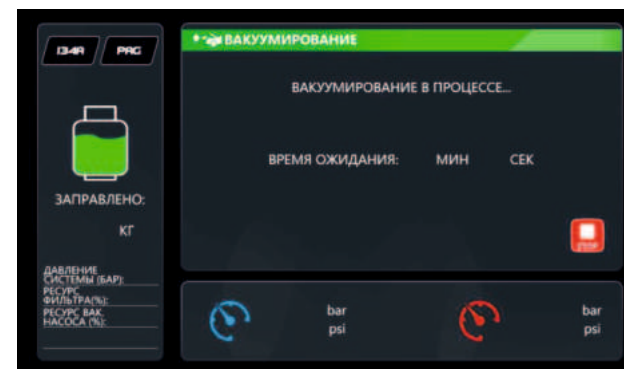 134A PAG
ЗАПРАВЛЕНО:
КГ
ДАВЛЕНИЕ
СИСТЕМЫ (БАР):
РЕСУРС
ФИЛЬТРА(%):
РЕСУРС ВАК.
НАСОСА (%):
ВАКУУМИРОВАНИЕ
ВАКУУМИРОВАНИЕ В ПРОЦЕССЕ...
ВРЕМЯ ОЖИДАНИЯ: МИН СЕК
STOP
bar
psi
bar
psi